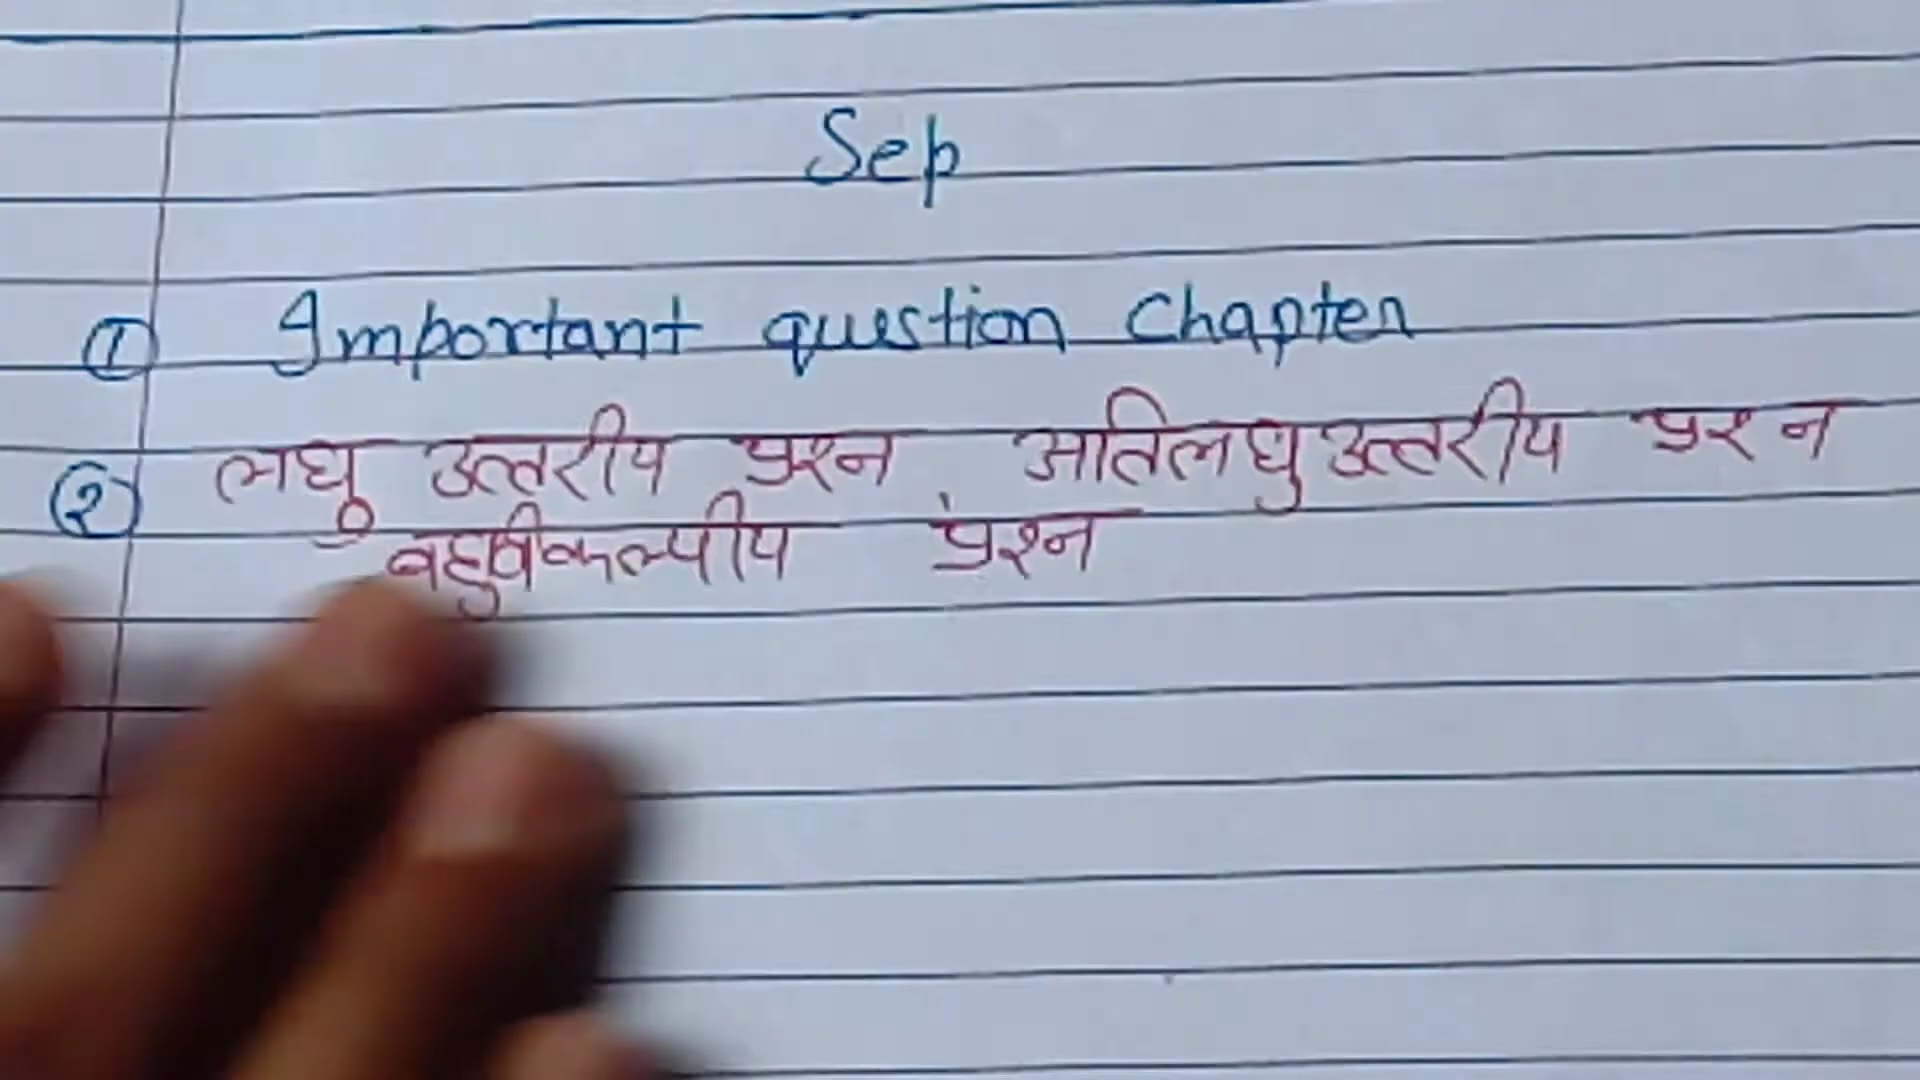 Sep
① Important question Chapter
② लघु उत्तरीय प्रश्न अतिलघु उत्तरीय प्रश्न
बहुविकल्पीय प्रश्न